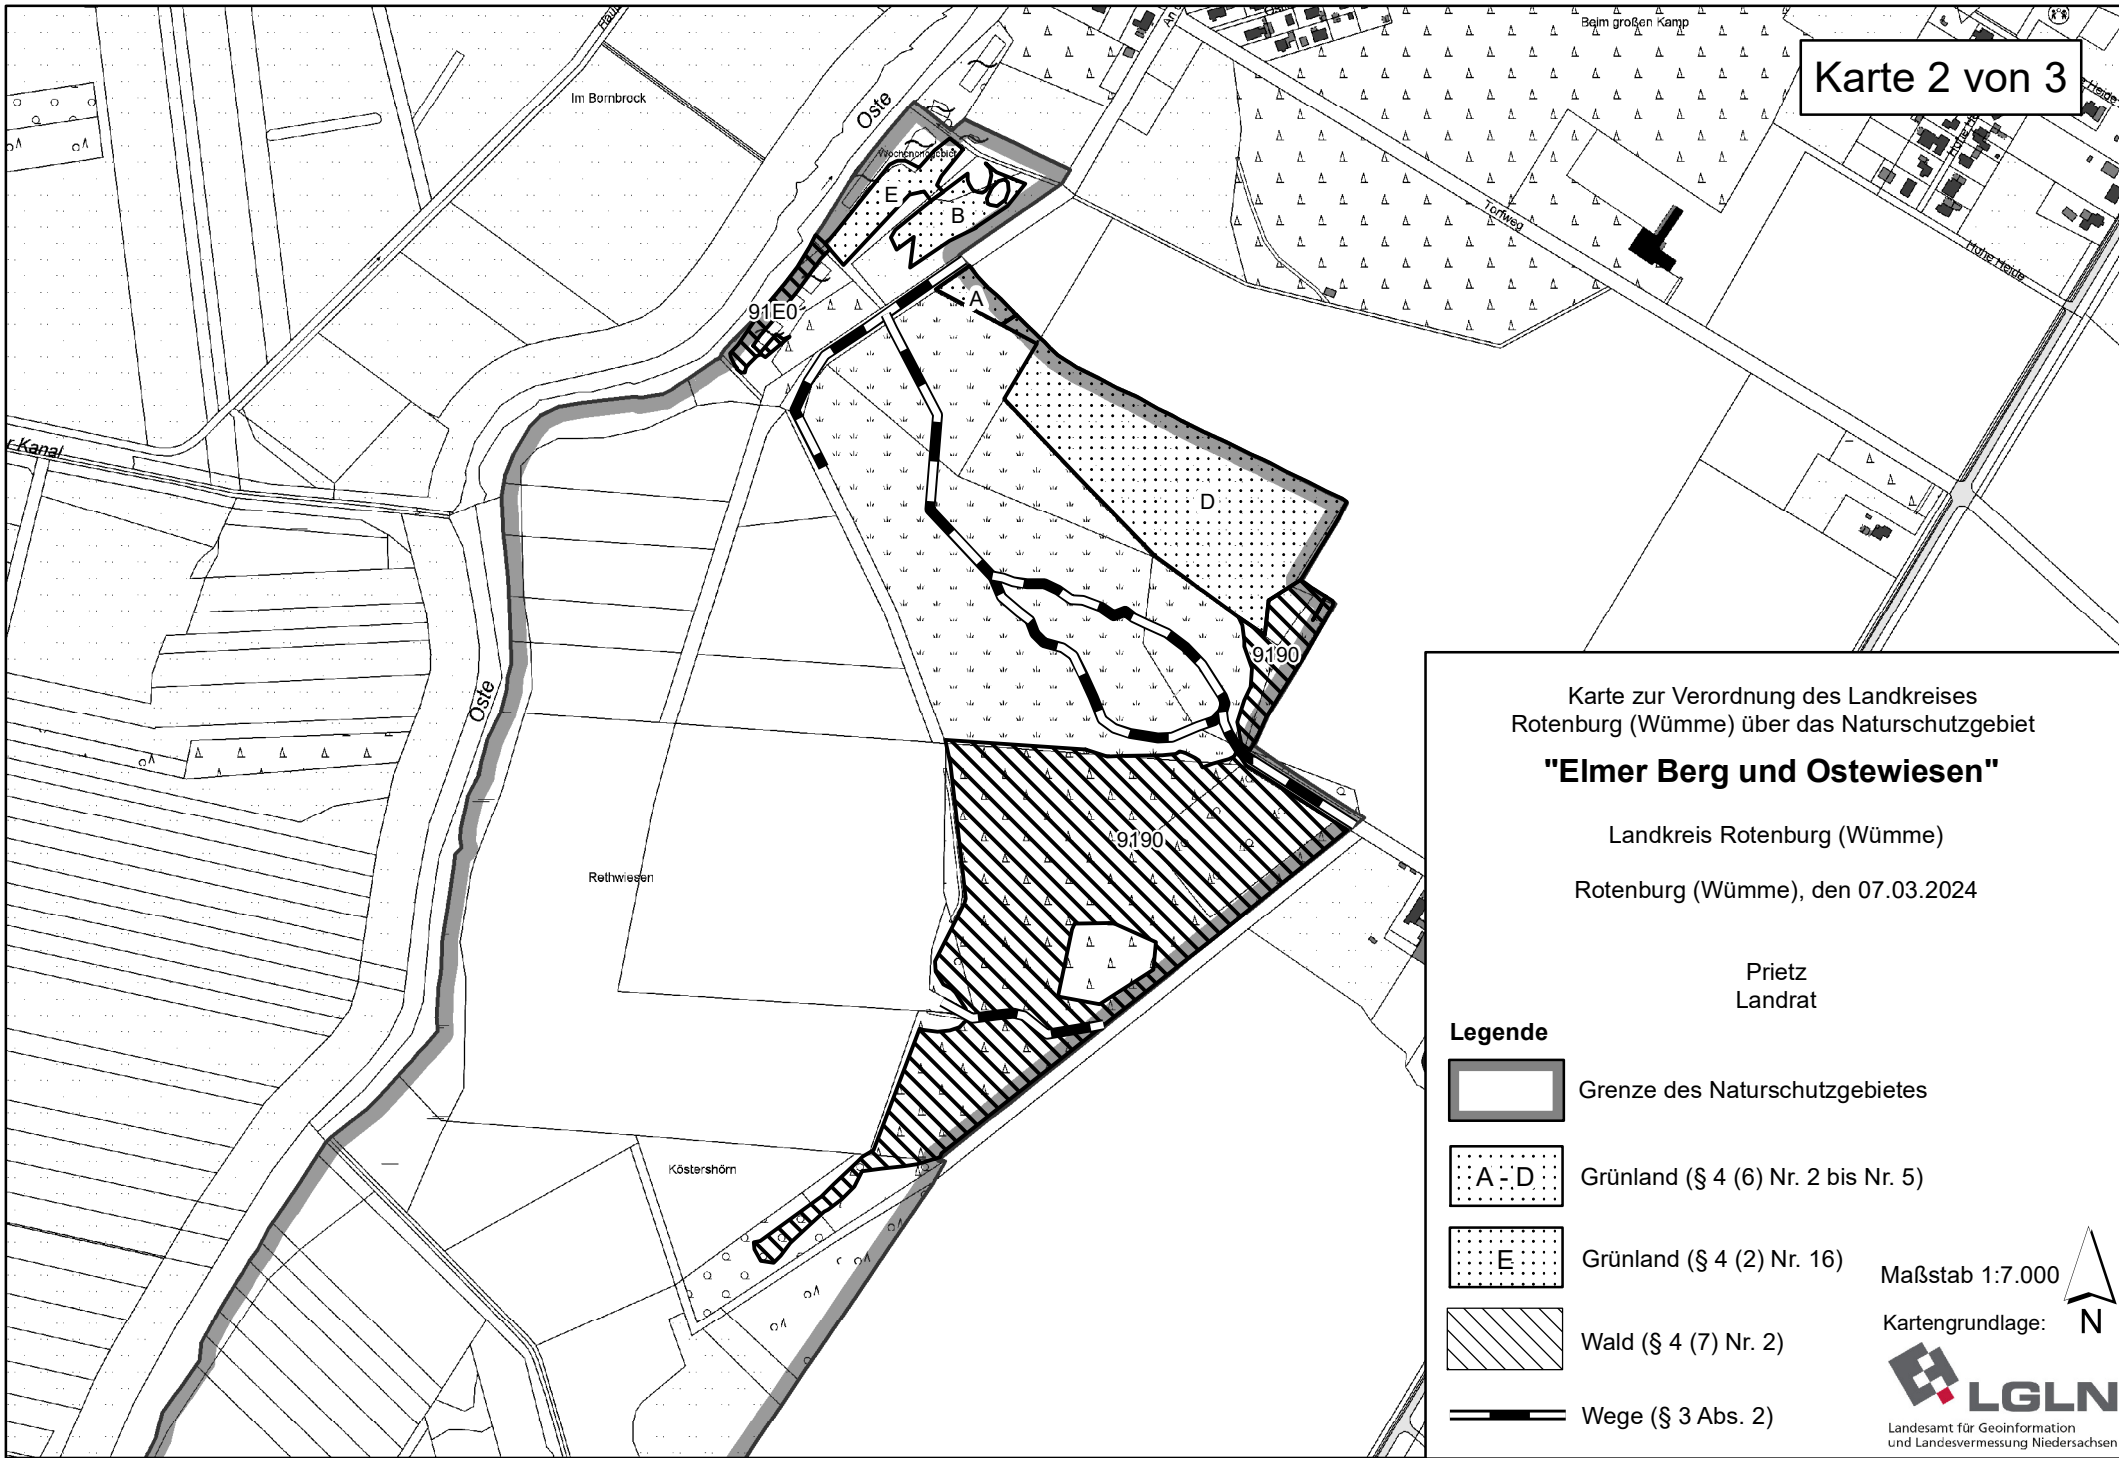 Karte 2 von 3
Beim großen Kamp
Im Bornbrock
Oste
Wochenendgebiet
E
B
A
91E0
Torfweg
Hohe Heide
Hohe Heide
r Kanal
D
9190
Oste
9190
Rethwiesen
Köstershörn
Karte zur Verordnung des Landkreises
Rotenburg (Wümme) über das Naturschutzgebiet
"Elmer Berg und Ostewiesen"
Landkreis Rotenburg (Wümme)
Rotenburg (Wümme), den 07.03.2024
Prietz
Landrat
Legende
Grenze des Naturschutzgebietes
A - D
Grünland (§ 4 (6) Nr. 2 bis Nr. 5)
E
Grünland (§ 4 (2) Nr. 16)
Wald (§ 4 (7) Nr. 2)
Wege (§ 3 Abs. 2)
Maßstab 1:7.000
N
Kartengrundlage:
LGLN
Landesamt für Geoinformation
und Landesvermessung Niedersachsen